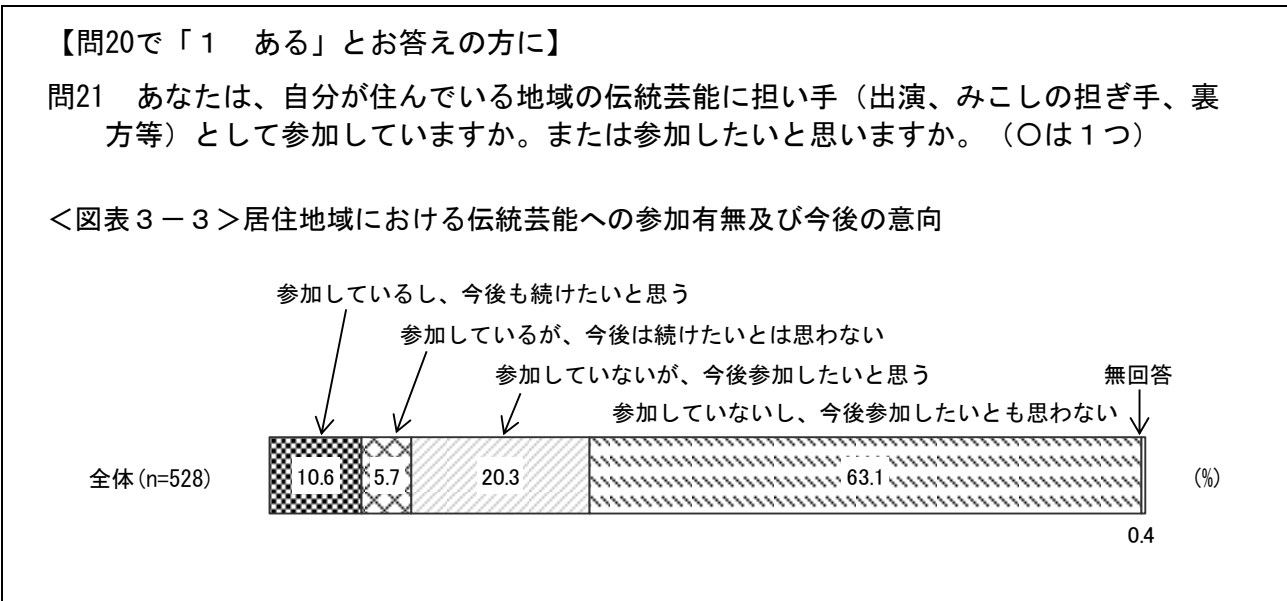 【問20で「１　ある」とお答えの方に】
問21　あなたは、自分が住んでいる地域の伝統芸能に担い手（出演、みこしの担ぎ手、裏
方等）として参加していますか。または参加したいと思いますか。（○は１つ）
＜図表３－３＞居住地域における伝統芸能への参加有無及び今後の意向
参加しているし、今後も続けたいと思う
参加しているが、今後は続けたいとは思わない
参加していないが、今後参加したいと思う
無回答
参加していないし、今後参加したいとも思わない
全体(n=528)
10.6
5.7
20.3
63.1
(%)
0.4